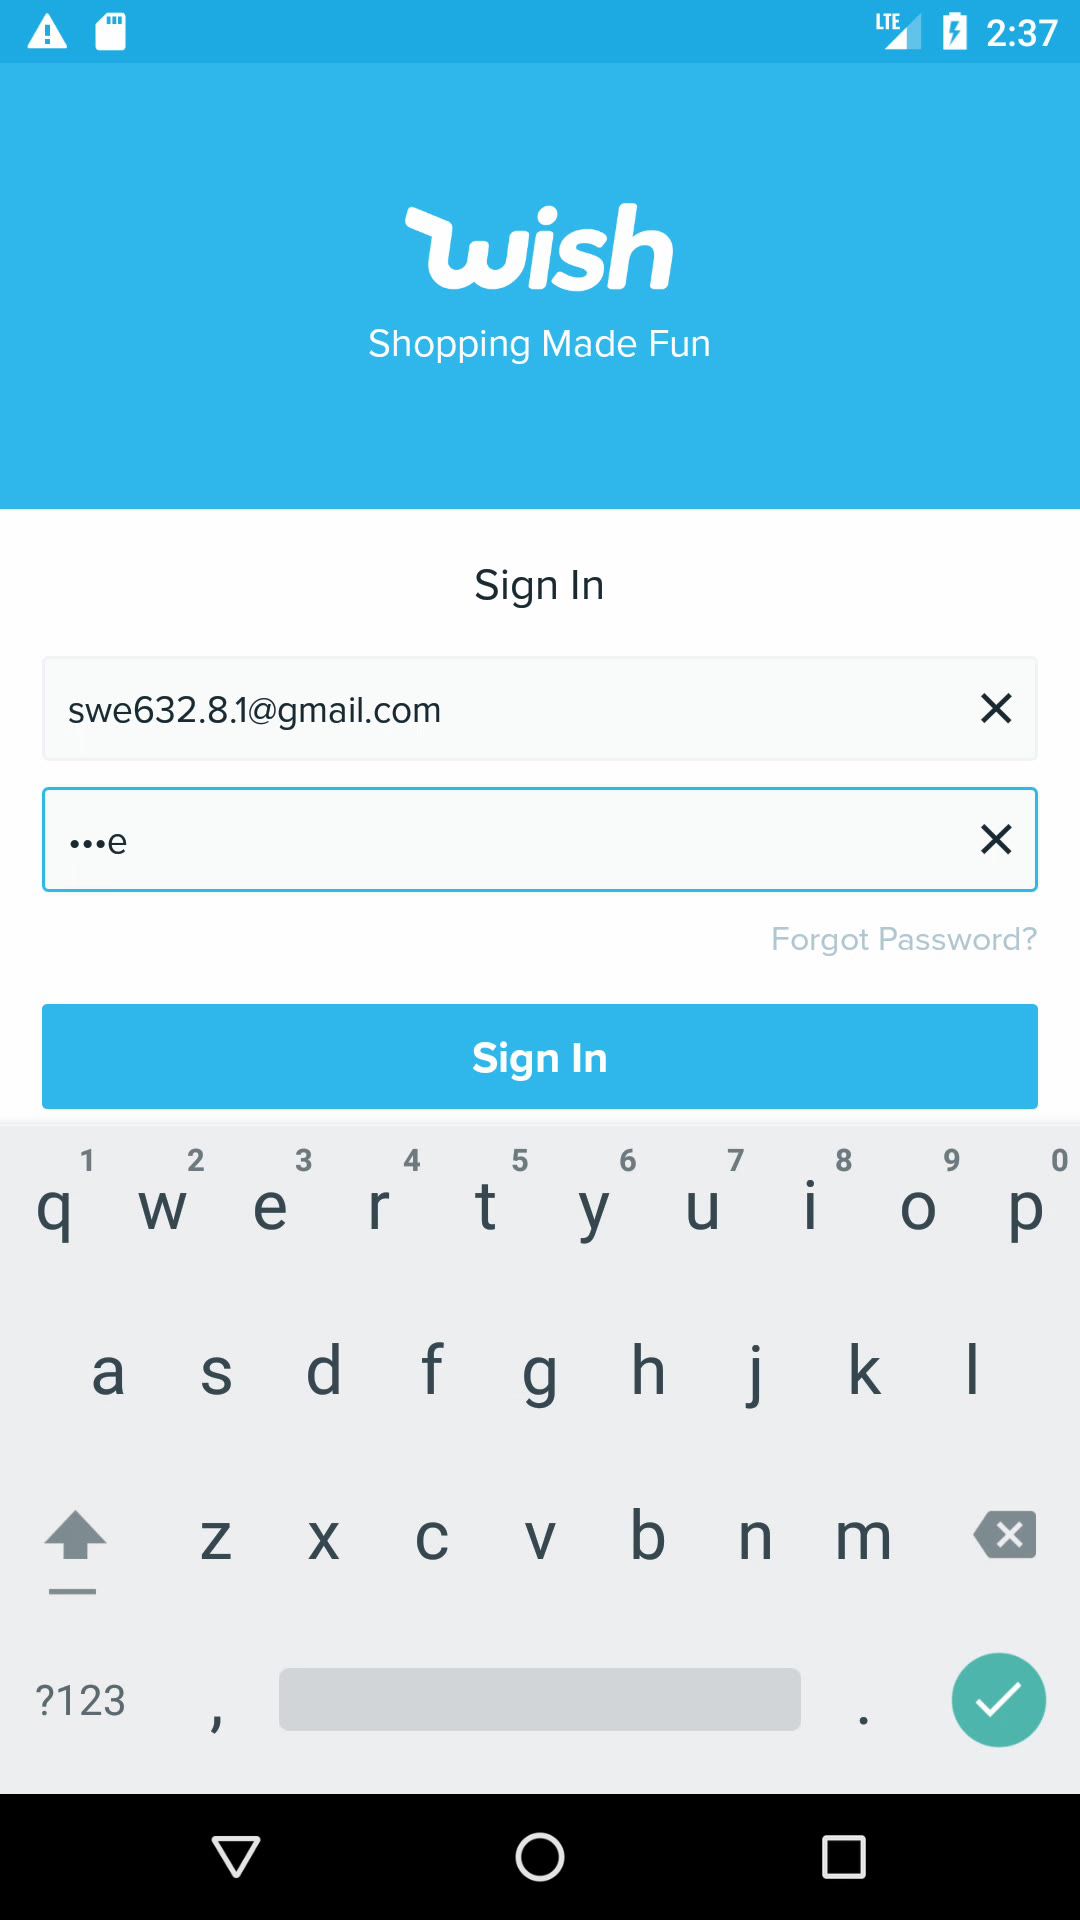 LTE 2:37
wish
Shopping Made Fun
Sign In
swe632.8.1@gmail.com
•••e
Forgot Password?
Sign In
1 2 3 4 5 6 7 8 9 0
q w e r t y u i o p
a s d f g h j k l
z x c v b n m
?123 , .